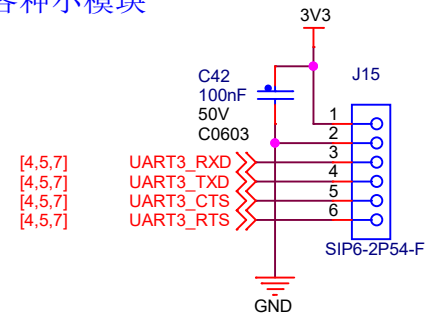 各种小模块
3V3
C42
100nF
50V
C0603
J15
1
2
3
4
5
6
[4,5,7] UART3_RXD
[4,5,7] UART3_TXD
[4,5,7] UART3_CTS
[4,5,7] UART3_RTS
SIP6-2P54-F
GND